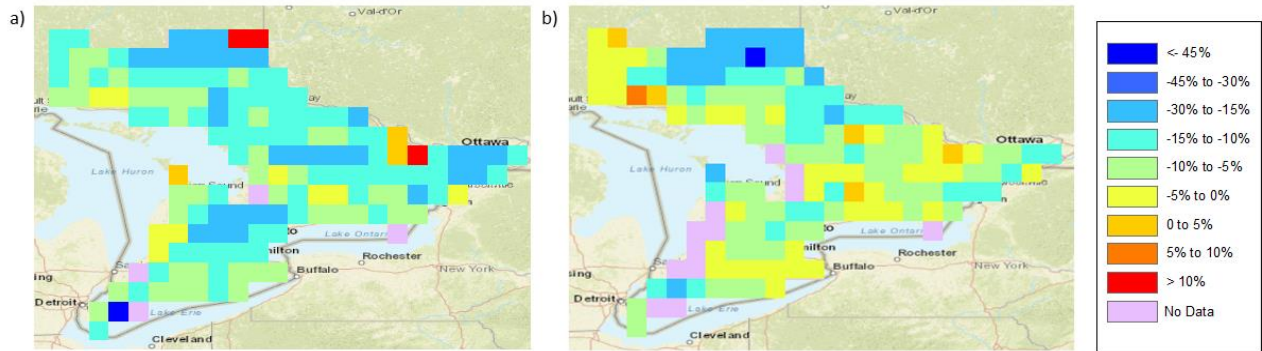 a)
Val-d'Or
Lake Huron
Ottawa
Sound
Lake Ontario
Rochester
Buffalo
New York
Detroit
Lake Erie
Cleveland
b)
Val-d'Or
Lake Huron
Ottawa
Sound
Lake Ontario
milton
Rochester
Buffalo
New York
Detroit
Lake Erie
Cleveland
<- 45%
-45% to -30%
-30% to -15%
-15% to -10%
-10% to -5%
-5% to 0%
0 to 5%
5% to 10%
> 10%
No Data